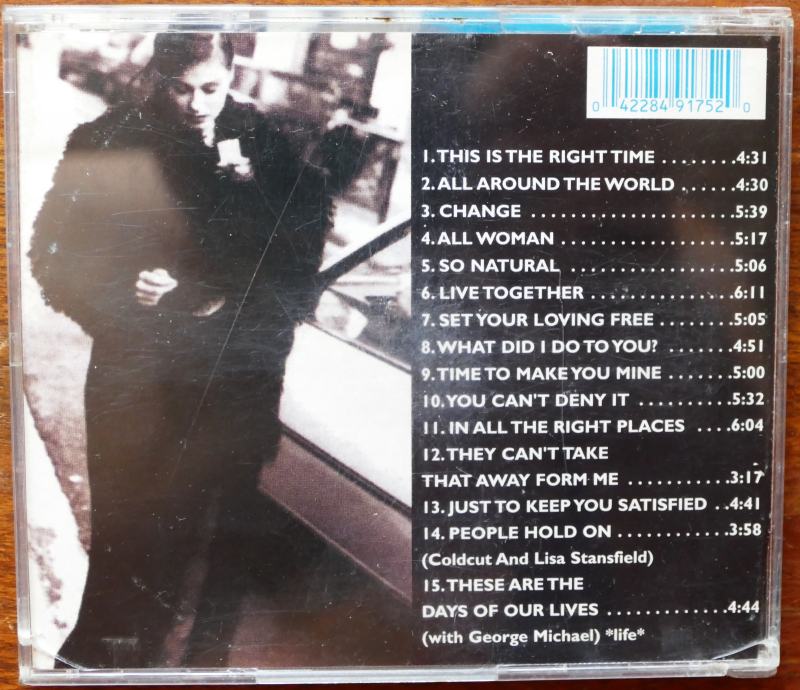 0 42284 91752 0
1. THIS IS THE RIGHT TIME ........4:31
2. ALL AROUND THE WORLD ......4:30
3. CHANGE ......................5:39
4. ALL WOMAN ...................5:17
5. SO NATURAL ..................5:06
6. LIVE TOGETHER ................6:11
7. SET YOUR LOVING FREE .........5:05
8. WHAT DID I DO TO YOU? .......4:51
9. TIME TO MAKE YOU MINE .......5:00
10. YOU CAN'T DENY IT ..........5:32
11. IN ALL THE RIGHT PLACES ....6:04
12. THEY CAN'T TAKE
THAT AWAY FORM ME ...........3:17
13. JUST TO KEEP YOU SATISFIED ..4:41
14. PEOPLE HOLD ON ............3:58
(Coldcut And Lisa Stansfield)
15. THESE ARE THE
DAYS OF OUR LIVES ............4:44
(with George Michael) *life*